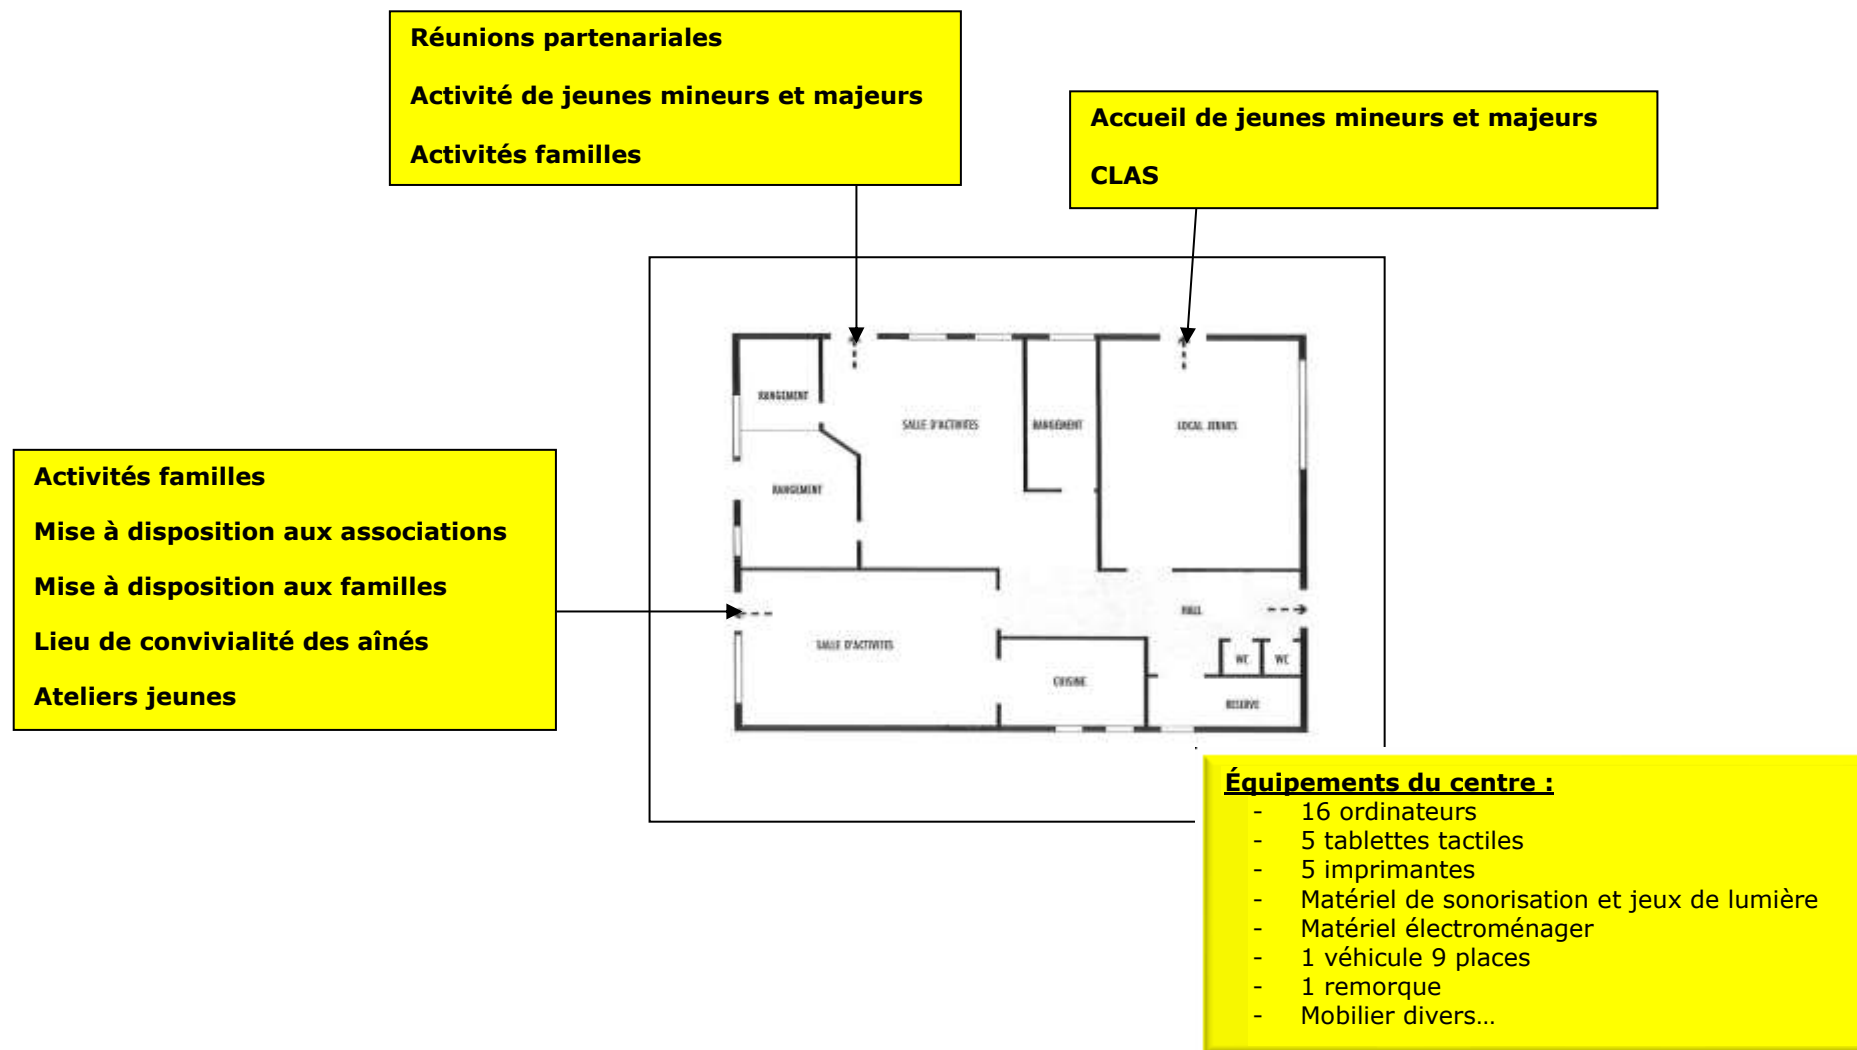 Réunions partenariales
Activité de jeunes mineurs et majeurs
Activités familles
Accueil de jeunes mineurs et majeurs
CLAS
RANGEMENT
SALLE D'ACTIVITES
RANGEMENT
LOCAL JEUNES
RANGEMENT
Activités familles
Mise à disposition aux associations
Mise à disposition aux familles
Lieu de convivialité des aînés
Ateliers jeunes
HALL
SALLE D'ACTIVITES
WC
WC
CUISINE
RESERVE
Équipements du centre :
- 16 ordinateurs
- 5 tablettes tactiles
- 5 imprimantes
- Matériel de sonorisation et jeux de lumière
- Matériel électroménager
- 1 véhicule 9 places
- 1 remorque
- Mobilier divers…